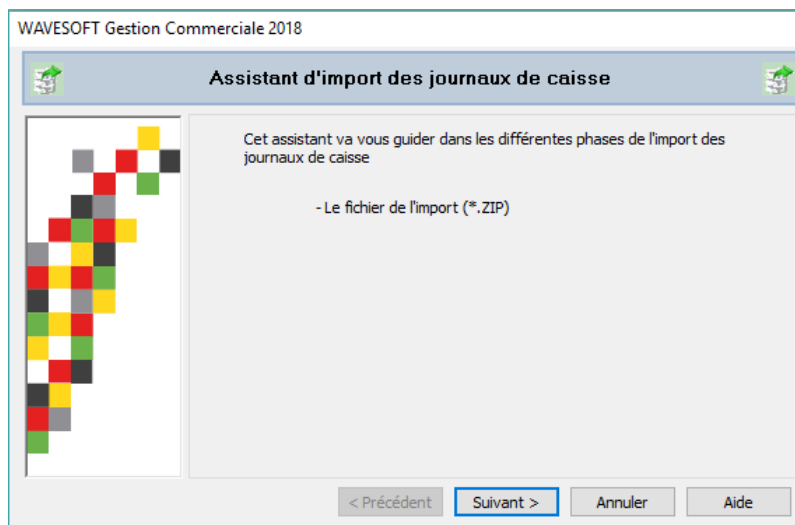 WAVESOFT Gestion Commerciale 2018
Assistant d'import des journaux de caisse
Cet assistant va vous guider dans les différentes phases de l'import des
journaux de caisse
- Le fichier de l'import (*.ZIP)
< Précédent
Suivant >
Annuler
Aide